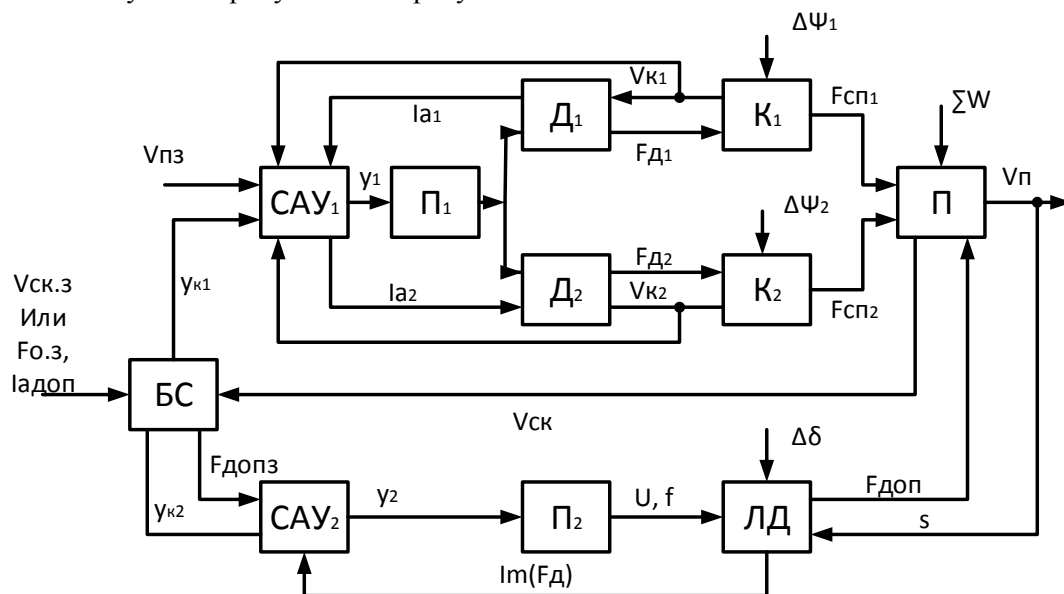 ΔΨ1
Vк1
Fсп1
∑W
Iа1
Д1
К1
Fд1
Vпз
Vп
САУ1
у1
П1
П
ΔΨ2
Fд2
ук1
Iа2
Д2
Vк2
К2
Fсп2
Vск.з
Или
Fо.з,
Iадоп
БС
Vск
Δδ
Fдопз
Fдоп
ук2
САУ2
у2
П2
U, f
ЛД
s
Im(Fд)